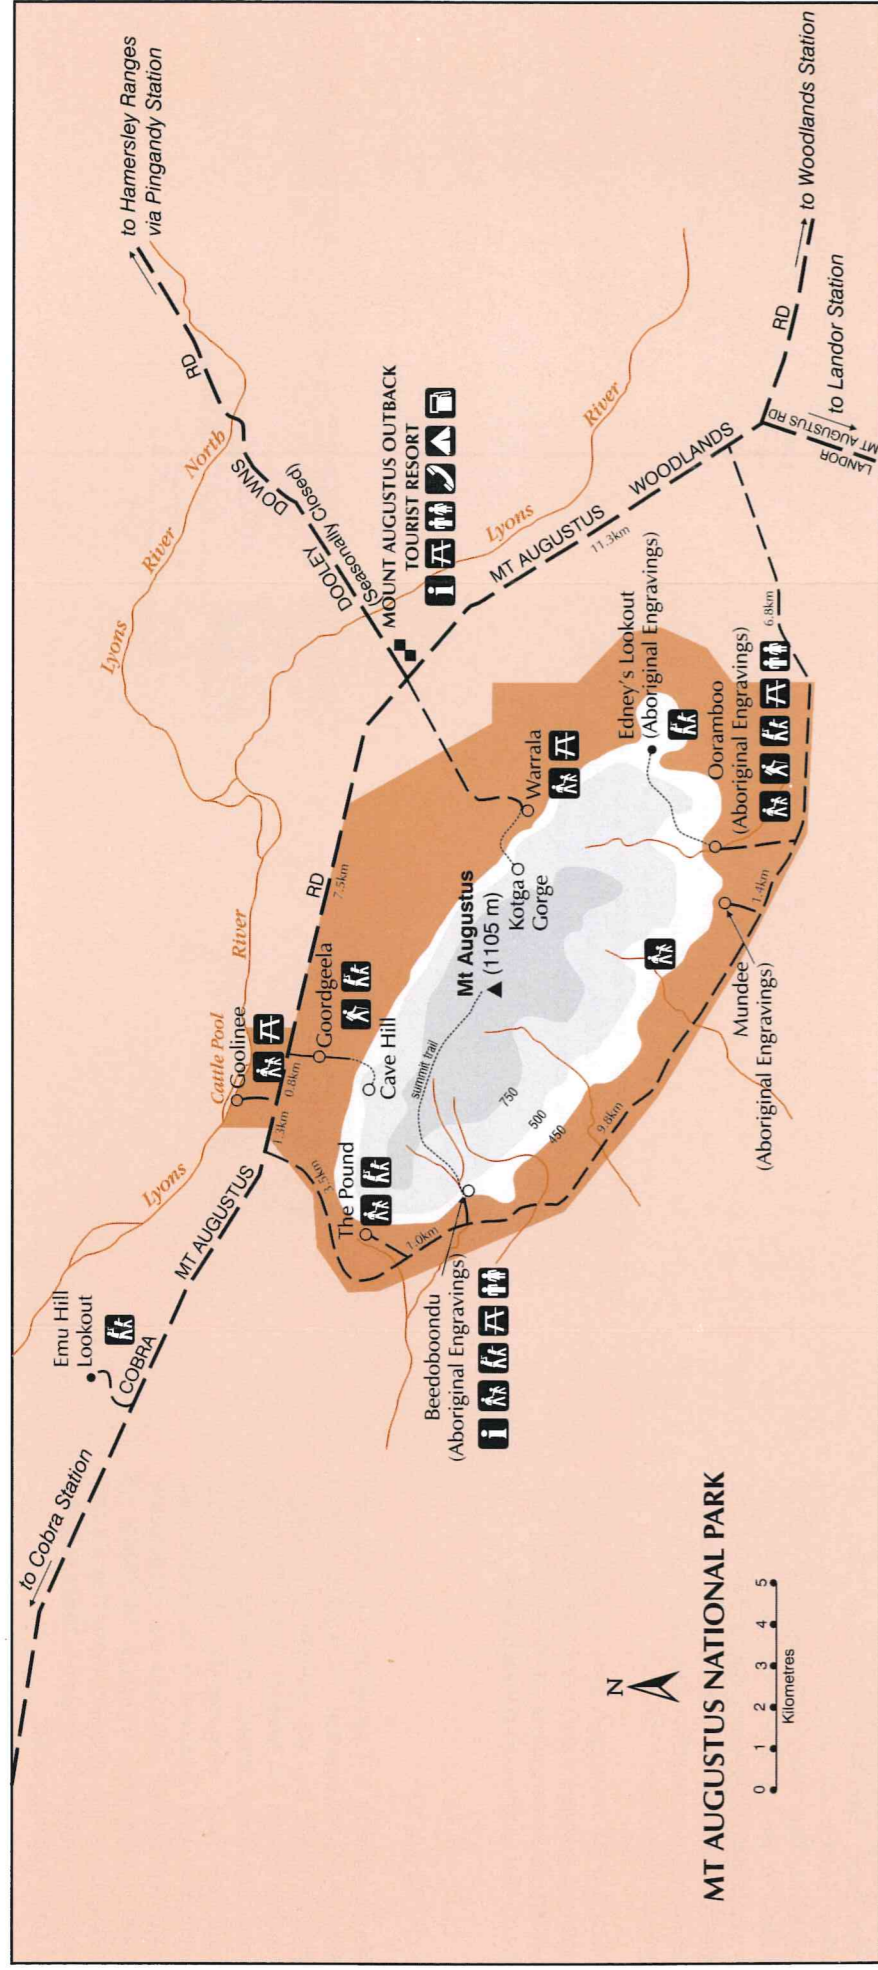 to Cobra Station
Emu Hill
Lookout
COBRA
MT AUGUSTUS
RD
Lyons
River
Cattle Pool
Goolinee
1.3km
0.8km
Goordgeela
Cave Hill
7.5km
3.5km
The Pound
1.0km
Beedoboondu
(Aboriginal Engravings)
summit trail
Mt Augustus
(1105 m)
750
500
450
9.8km
Kotga
Gorge
Warrala
Lyons
River
North
to Hamersley Ranges
via Pingandy Station
DOOLEY
DOWNS
RD
(Seasonally Closed)
MOUNT AUGUSTUS OUTBACK
TOURIST RESORT
i
Lyons
River
MT AUGUSTUS
WOODLANDS
RD
11.3km
Edney's Lookout
(Aboriginal Engravings)
Ooramboo
(Aboriginal Engravings)
6.8km
1.4km
Mundee
(Aboriginal Engravings)
i
to Woodlands Station
to Landor Station
LANDOR
MT AUGUSTUS RD
N
MT AUGUSTUS NATIONAL PARK
0 1 2 3 4 5
Kilometres